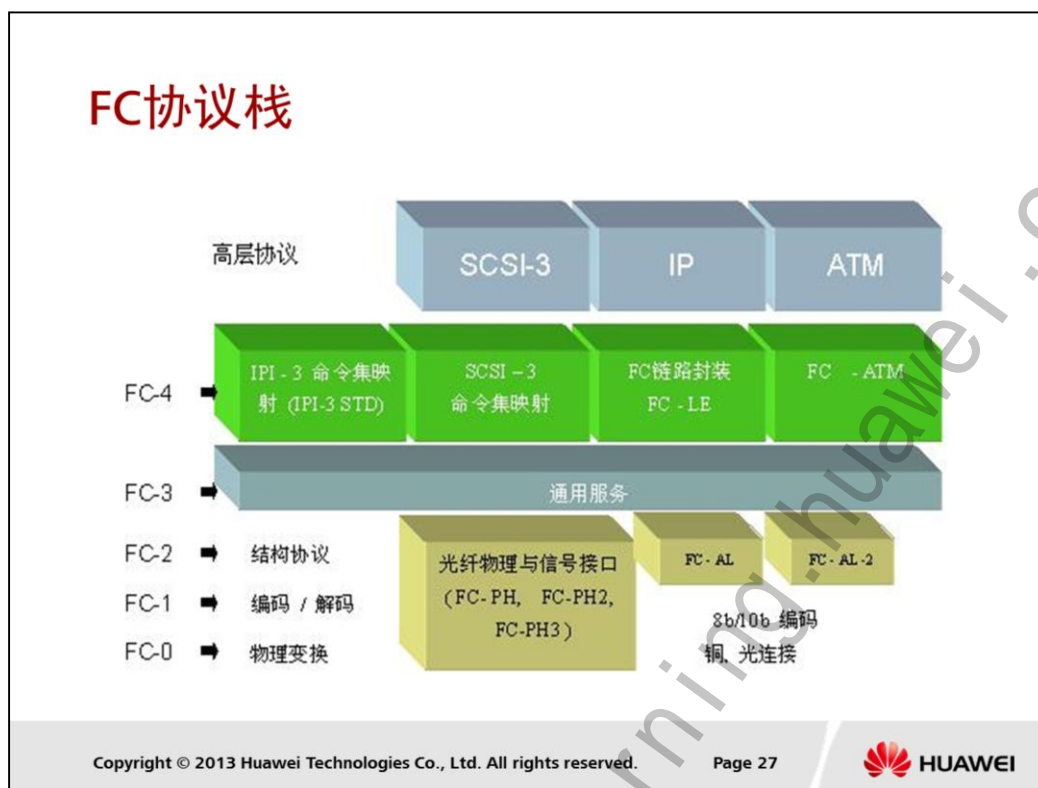 FC协议栈
高层协议
SCSI-3
IP
ATM
FC-4
IPI - 3 命令集映
射 (IPI-3 STD)
SCSI – 3
命令集映射
FC链路封装
FC - LE
FC - ATM
FC-3
通用服务
FC-2
结构协议
FC-1
编码 / 解码
FC-0
物理变换
光纤物理与信号接口
(FC- PH, FC-PH2,
FC-PH3)
FC- AL
FC- AL-2
8b/10b 编码
铜, 光连接
rning.huawei.c
Copyright © 2013 Huawei Technologies Co., Ltd. All rights reserved.
Page 27
HUAWEI